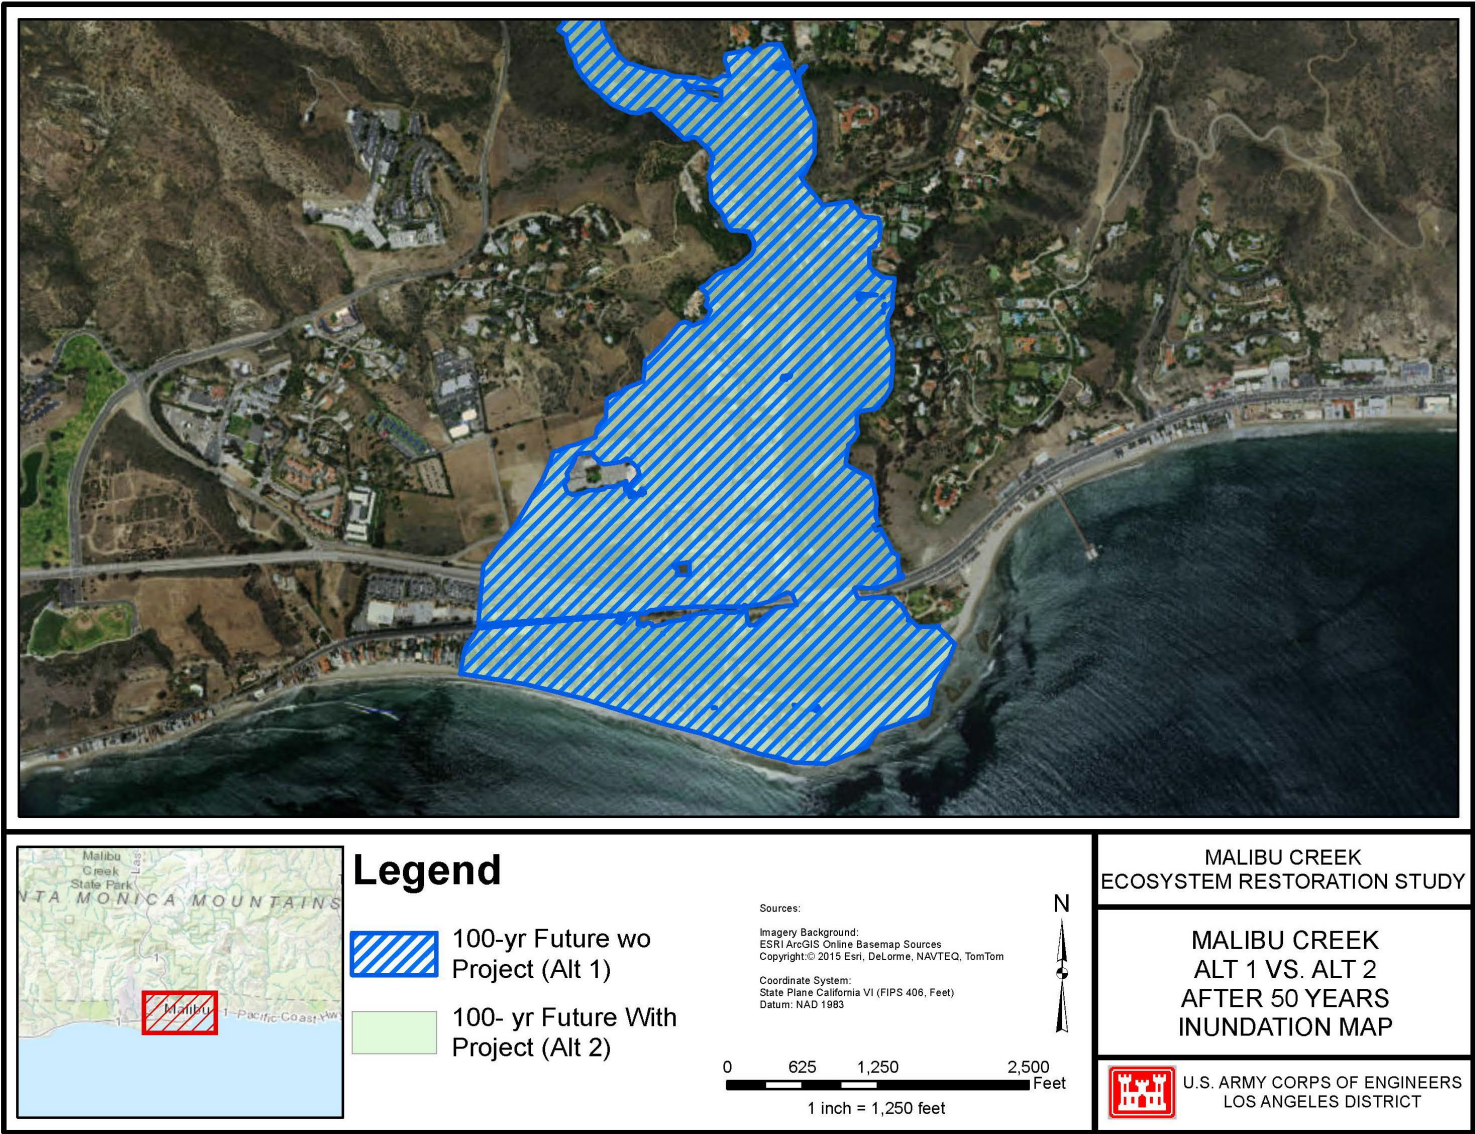 Malibu
Creek
State Park
Las
NTA MONICA MOUNTAINS
1
1
Malibu
1
Pacific Coast Hwy
Legend
100-yr Future wo
Project (Alt 1)
100- yr Future With
Project (Alt 2)
Sources:
Imagery Background:
ESRI ArcGIS Online Basemap Sources
Copyright:© 2015 Esri, DeLorme, NAVTEQ, TomTom
Coordinate System:
State Plane California VI (FIPS 406, Feet)
Datum: NAD 1983
N
0 625 1,250 2,500
Feet
1 inch = 1,250 feet
MALIBU CREEK
ECOSYSTEM RESTORATION STUDY
MALIBU CREEK
ALT 1 VS. ALT 2
AFTER 50 YEARS
INUNDATION MAP
U.S. ARMY CORPS OF ENGINEERS
LOS ANGELES DISTRICT